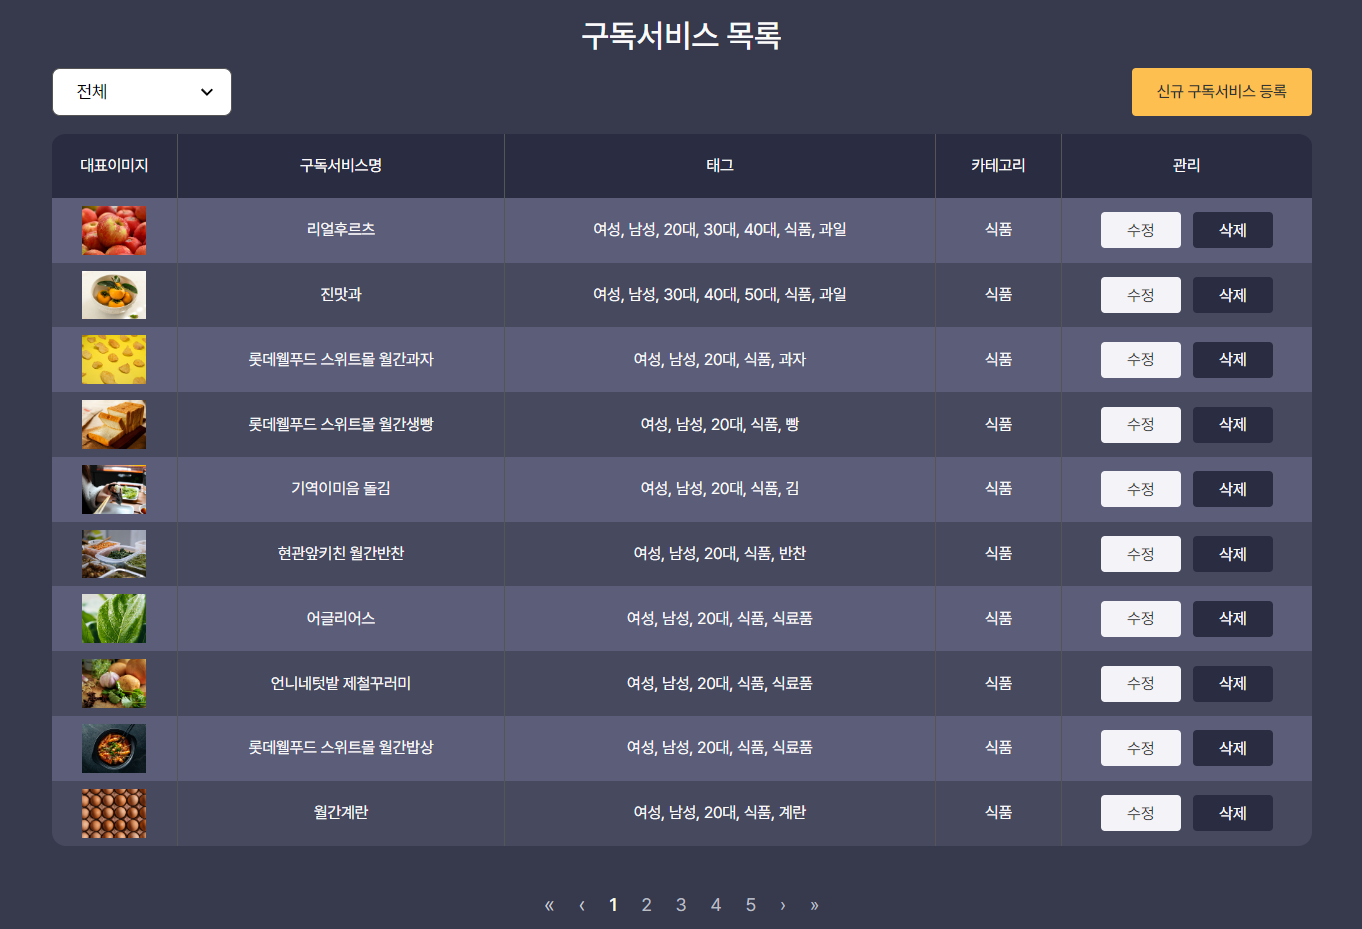 구독서비스 목록
전체
신규 구독서비스 등록
대표이미지 구독서비스명 태그 카테고리 관리
리얼후르츠 여성, 남성, 20대, 30대, 40대, 식품, 과일 식품 수정 삭제
진맛과 여성, 남성, 30대, 40대, 50대, 식품, 과일 식품 수정 삭제
롯데웰푸드 스위트몰 월간과자 여성, 남성, 20대, 식품, 과자 식품 수정 삭제
롯데웰푸드 스위트몰 월간생빵 여성, 남성, 20대, 식품, 빵 식품 수정 삭제
기역이미음 돌김 여성, 남성, 20대, 식품, 김 식품 수정 삭제
현관앞키친 월간반찬 여성, 남성, 20대, 식품, 반찬 식품 수정 삭제
어글리어스 여성, 남성, 20대, 식품, 식료품 식품 수정 삭제
언니네텃밭 제철꾸러미 여성, 남성, 20대, 식품, 식료품 식품 수정 삭제
롯데웰푸드 스위트몰 월간밥상 여성, 남성, 20대, 식품, 식료품 식품 수정 삭제
월간계란 여성, 남성, 20대, 식품, 계란 식품 수정 삭제
« ‹ 1 2 3 4 5 › »